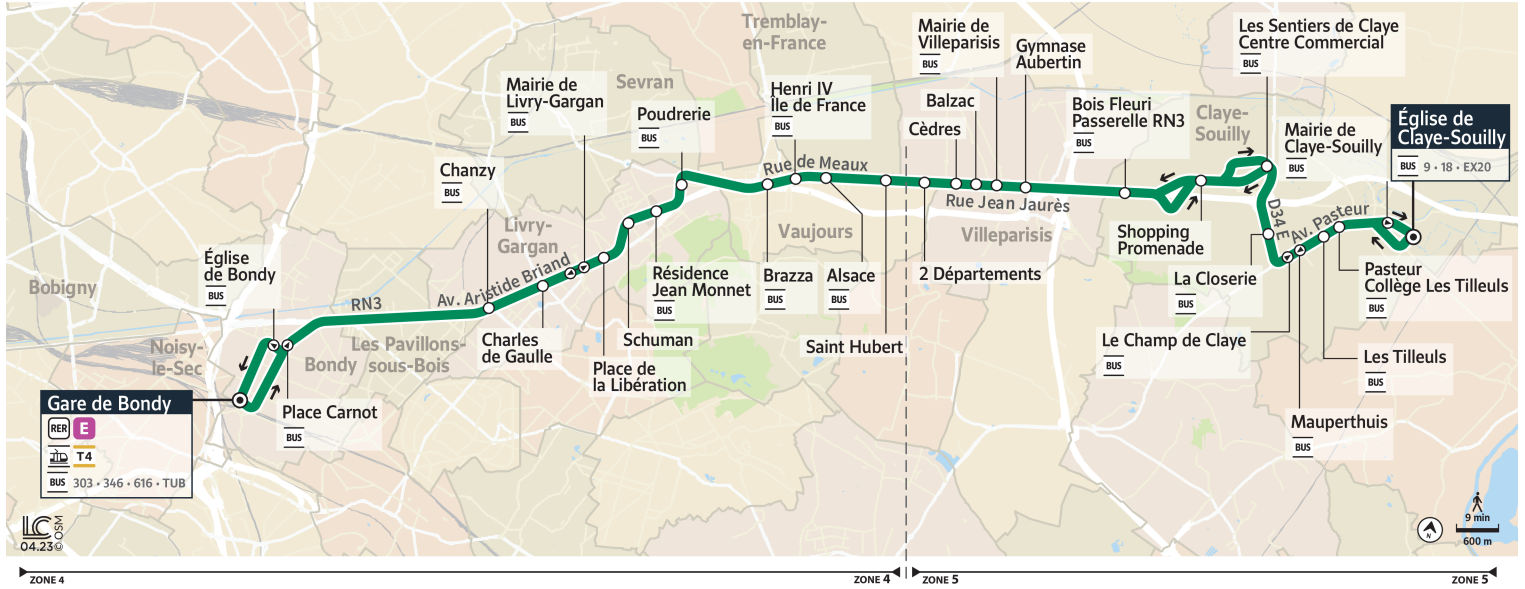 Tremblay-
en-France
Mairie de
Villeparisis
BUS
Gymnase
Aubertin
Les Sentiers de Claye
Centre Commercial
BUS
Sevran
Mairie de
Livry-Gargan
BUS
Poudrerie
BUS
Henri IV
Île de France
BUS
Balzac
Cèdres
Bois Fleuri
Passerelle RN3
BUS
Claye-
Souilly
Mairie de
Claye-Souilly
BUS
Église de
Claye-Souilly
BUS 9 • 18 • EX20
Chanzy
BUS
Rue de Meaux
Rue Jean Jaurès
D34E
Av. Pasteur
Livry-
Gargan
Vaujours
Villeparisis
Shopping
Promenade
Église
de Bondy
BUS
Bobigny
RN3
Av. Aristide Briand
Résidence
Jean Monnet
BUS
Brazza
BUS
Alsace
BUS
2 Départements
La Closerie
BUS
Pasteur
Collège Les Tilleuls
BUS
Noisy-
le-Sec
Bondy
Les Pavillons-
sous-Bois
Charles
de Gaulle
Schuman
Place de
la Libération
Saint Hubert
Le Champ de Claye
BUS
Les Tilleuls
BUS
Mauperthuis
BUS
Gare de Bondy
RER E
T4
BUS 303 • 346 • 616 • TUB
Place Carnot
BUS
LC
04.23
© OSM
N
9 min
600 m
ZONE 4
ZONE 4
ZONE 5
ZONE 5